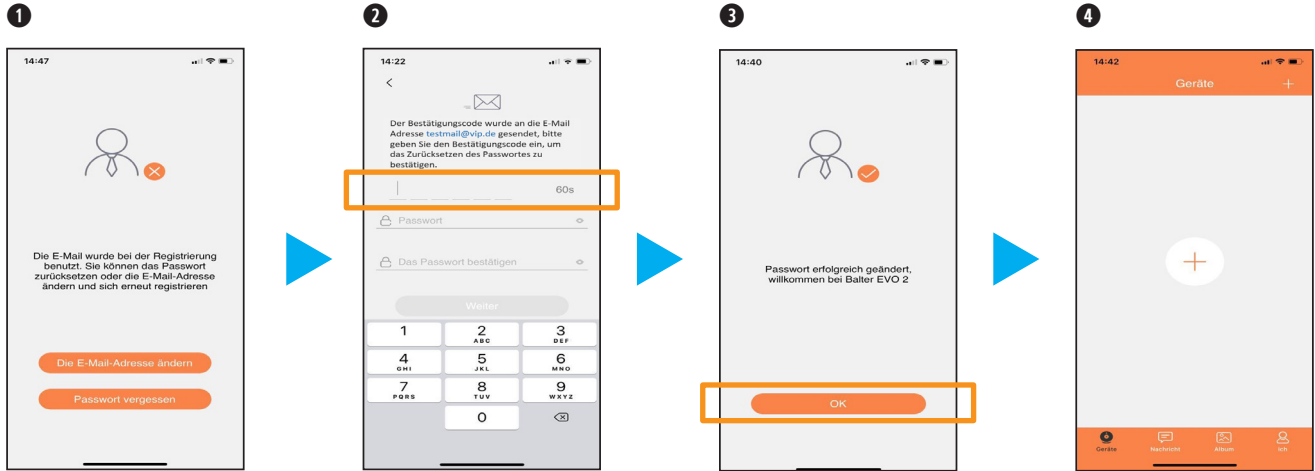 1
14:47
Die E-Mail wurde bei der Registrierung
benutzt. Sie können das Passwort
zurücksetzen oder die E-Mail-Adresse
ändern und sich erneut registrieren
Die E-Mail-Adresse ändern
Passwort vergessen
2
14:22
Der Bestätigungscode wurde an die E-Mail
Adresse testmail@vip.de gesendet, bitte
geben Sie den Bestätigungscode ein, um
das Zurücksetzen des Passwortes zu
bestätigen.
60s
Passwort
Das Passwort bestätigen
Weiter
1 2 3
ABC DEF
4 5 6
GHI JKL MNO
7 8 9
PQRS TUV WXYZ
0
3
14:40
Passwort erfolgreich geändert,
willkommen bei Balter EVO 2
OK
4
14:42
Geräte
Geräte Nachricht Album Ich